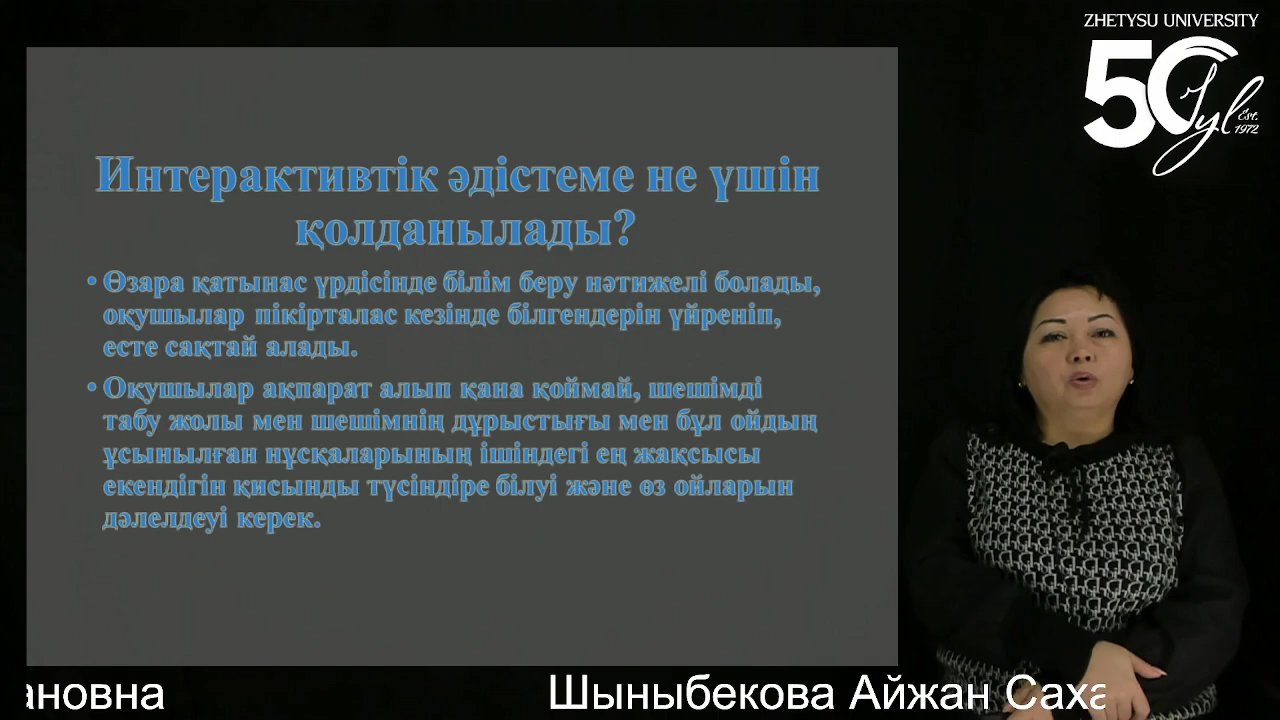 ZHETYSU UNIVERSITY
50 жyl
Est.
1972
Интерактивтік әдістеме не үшін
қолданылады?
• Өзара қатынас үрдісінде білім беру нәтижелі болады,
оқушылар пікірталас кезінде білгендерін үйреніп,
есте сақтай алады.
• Оқушылар ақпарат алып қана қоймай, шешімді
табу жолы мен шешімнің дұрыстығы мен бұл ойдың
ұсынылған нұсқаларының ішіндегі ең жақсысы
екендігін қисынды түсіндіре білуі және өз ойларын
дәлелдеуі керек.
ановна Шыныбекова Айжан Саха